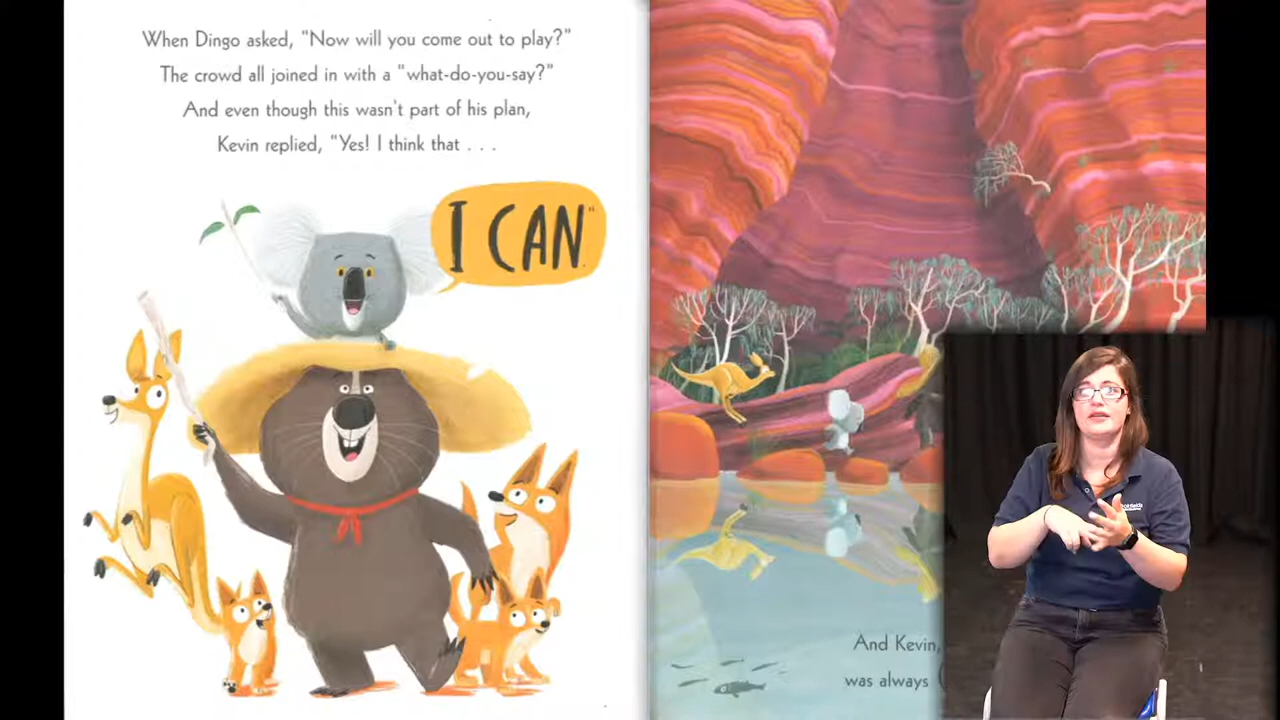 When Dingo asked, "Now will you come out to play?"
The crowd all joined in with a "what-do-you-say?"
And even though this wasn't part of his plan,
Kevin replied, "Yes! I think that . . .
I CAN."
And Kevin,
was always